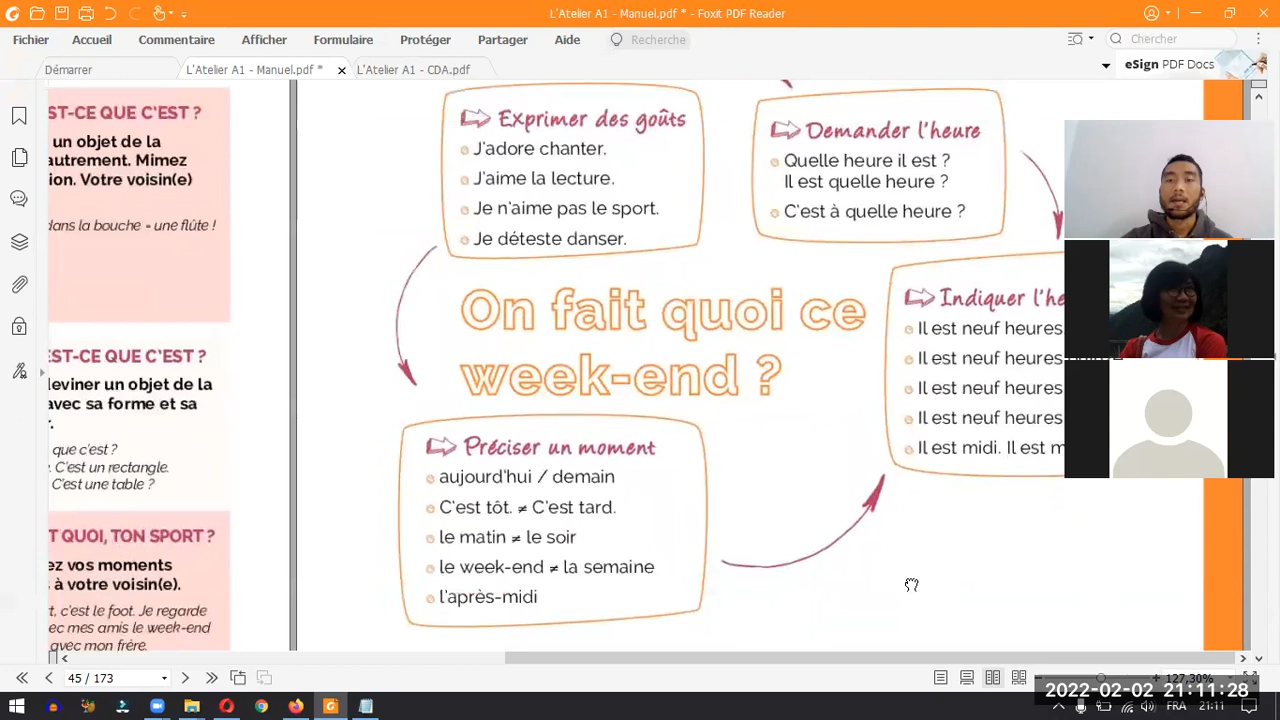 L'Atelier A1 - Manuel.pdf * - Foxit PDF Reader
Fichier Accueil Commentaire Afficher Formulaire Protéger Partager Aide Recherche Chercher
Démarrer L'Atelier A1 - Manuel.pdf * L'Atelier A1 - CDA.pdf eSign PDF Docs
ST-CE QUE C'EST ?
un objet de la
autrement. Mimez
ion. Votre voisin(e)
dans la bouche = une flûte !
EST-CE QUE C'EST ?
deviner un objet de la
avec sa forme et sa
r.
que c'est ?
. C'est un rectangle.
C'est une table ?
T QUOI, TON SPORT ?
ez vos moments
s à votre voisin(e).
rt, c'est le foot. Je regarde
ec mes amis le week-end
avec mon frère.
Exprimer des goûts
J'adore chanter.
J'aime la lecture.
Je n'aime pas le sport.
Je déteste danser.
Demander l'heure
Quelle heure il est ?
Il est quelle heure ?
C'est à quelle heure ?
On fait quoi ce
week-end ?
Indiquer l'he
Il est neuf heures
Il est neuf heures
Il est neuf heures
Il est neuf heures
Il est midi. Il est m
Préciser un moment
aujourd'hui / demain
C'est tôt. ≠ C'est tard.
le matin ≠ le soir
le week-end ≠ la semaine
l'après-midi
45 / 173 127,30%
2022-02-02 21:11:28
FRA 21:11